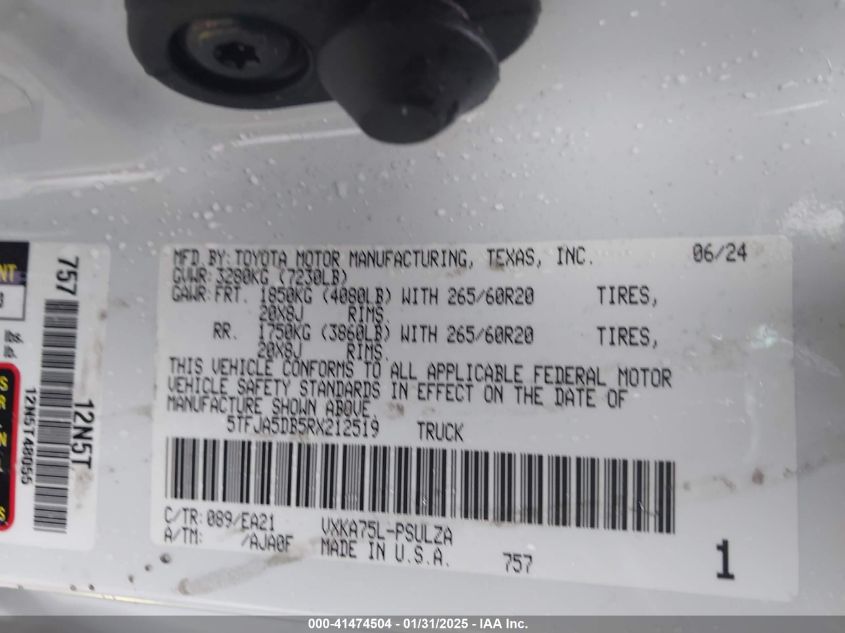 MFD.BY: TOYOTA MOTOR MANUFACTURING, TEXAS, INC. 06/24
GVWR: 3280KG (7230LB)
GAWR: FRT. 1850KG (4080LB) WITH 265/60R20 TIRES,
20X8J RIMS.
RR. 1750KG (3860LB) WITH 265/60R20 TIRES,
20X8J RIMS.
THIS VEHICLE CONFORMS TO ALL APPLICABLE FEDERAL MOTOR
VEHICLE SAFETY STANDARDS IN EFFECT ON THE DATE OF
MANUFACTURE SHOWN ABOVE.
5TFJA5DB5RX212519 TRUCK
C/TR: 089/EA21 VXKA75L-PSULZA
A/TM: /AJA0F MADE IN U.S.A. 757 1
757
12N5T
12N5T48055
NT
lbs.
lb.
000-41474504 - 01/31/2025 - IAA Inc.